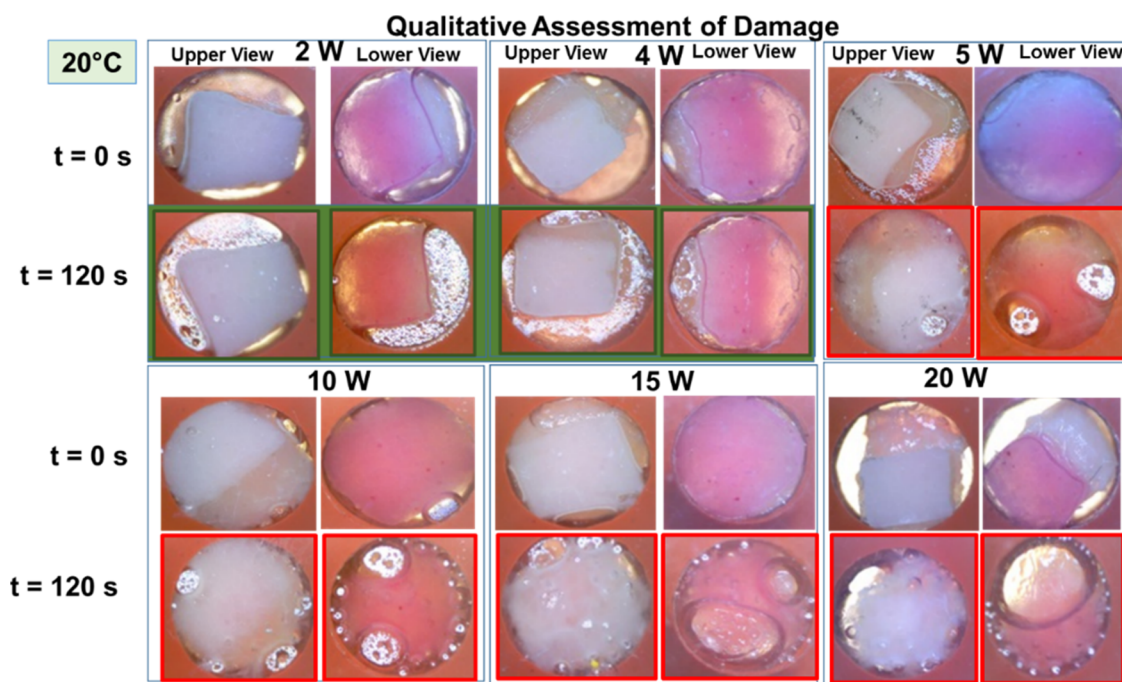 Qualitative Assessment of Damage
20°C
Upper View 2 W Lower View
Upper View 4 W Lower View
Upper View 5 W Lower View
t = 0 s
t = 120 s
10 W
15 W
20 W
t = 0 s
t = 120 s